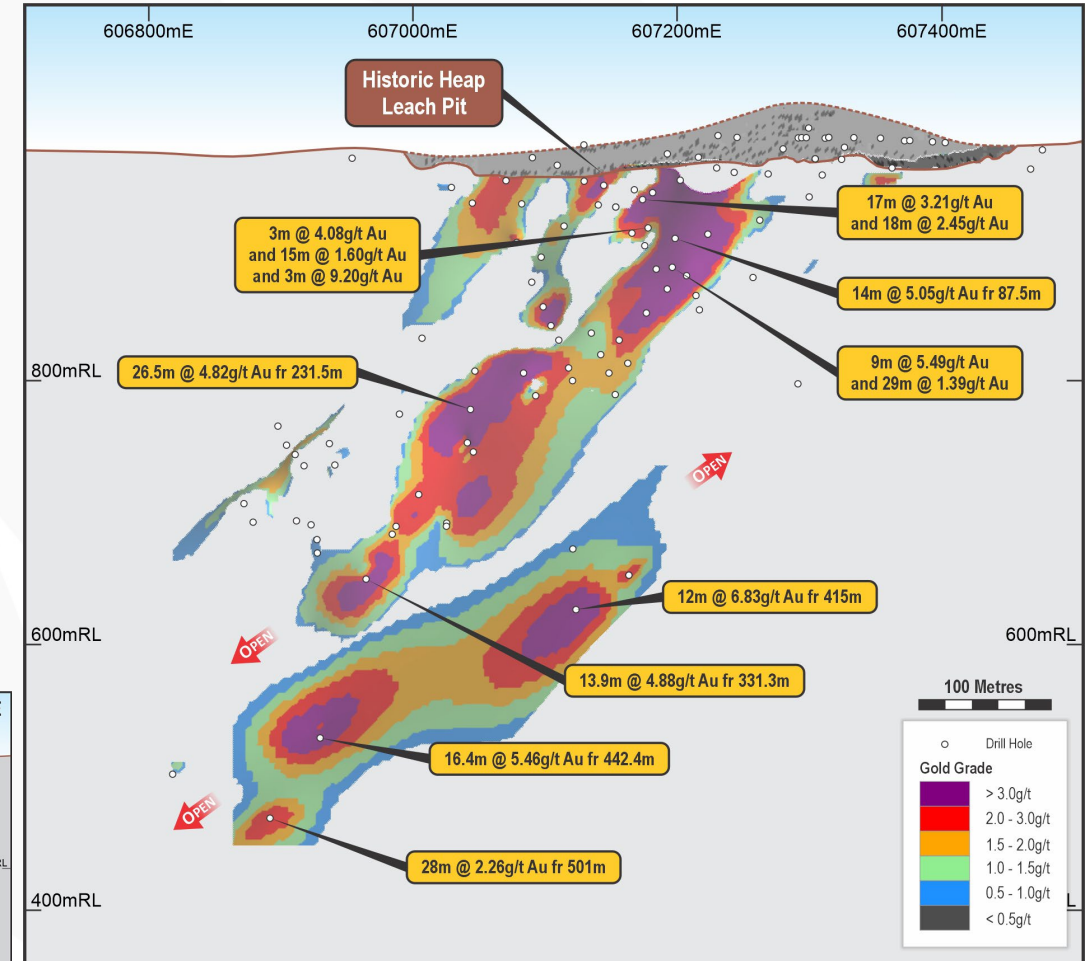 606800mE
607000mE
607200mE
607400mE
Historic Heap
Leach Pit
17m @ 3.21g/t Au
and 18m @ 2.45g/t Au
3m @ 4.08g/t Au
and 15m @ 1.60g/t Au
and 3m @ 9.20g/t Au
14m @ 5.05g/t Au fr 87.5m
9m @ 5.49g/t Au
and 29m @ 1.39g/t Au
800mRL
26.5m @ 4.82g/t Au fr 231.5m
OPEN
12m @ 6.83g/t Au fr 415m
600mRL
600mRL
OPEN
13.9m @ 4.88g/t Au fr 331.3m
100 Metres
16.4m @ 5.46g/t Au fr 442.4m
OPEN
28m @ 2.26g/t Au fr 501m
400mRL
Drill Hole
Gold Grade
> 3.0g/t
2.0 - 3.0g/t
1.5 - 2.0g/t
1.0 - 1.5g/t
0.5 - 1.0g/t
< 0.5g/t